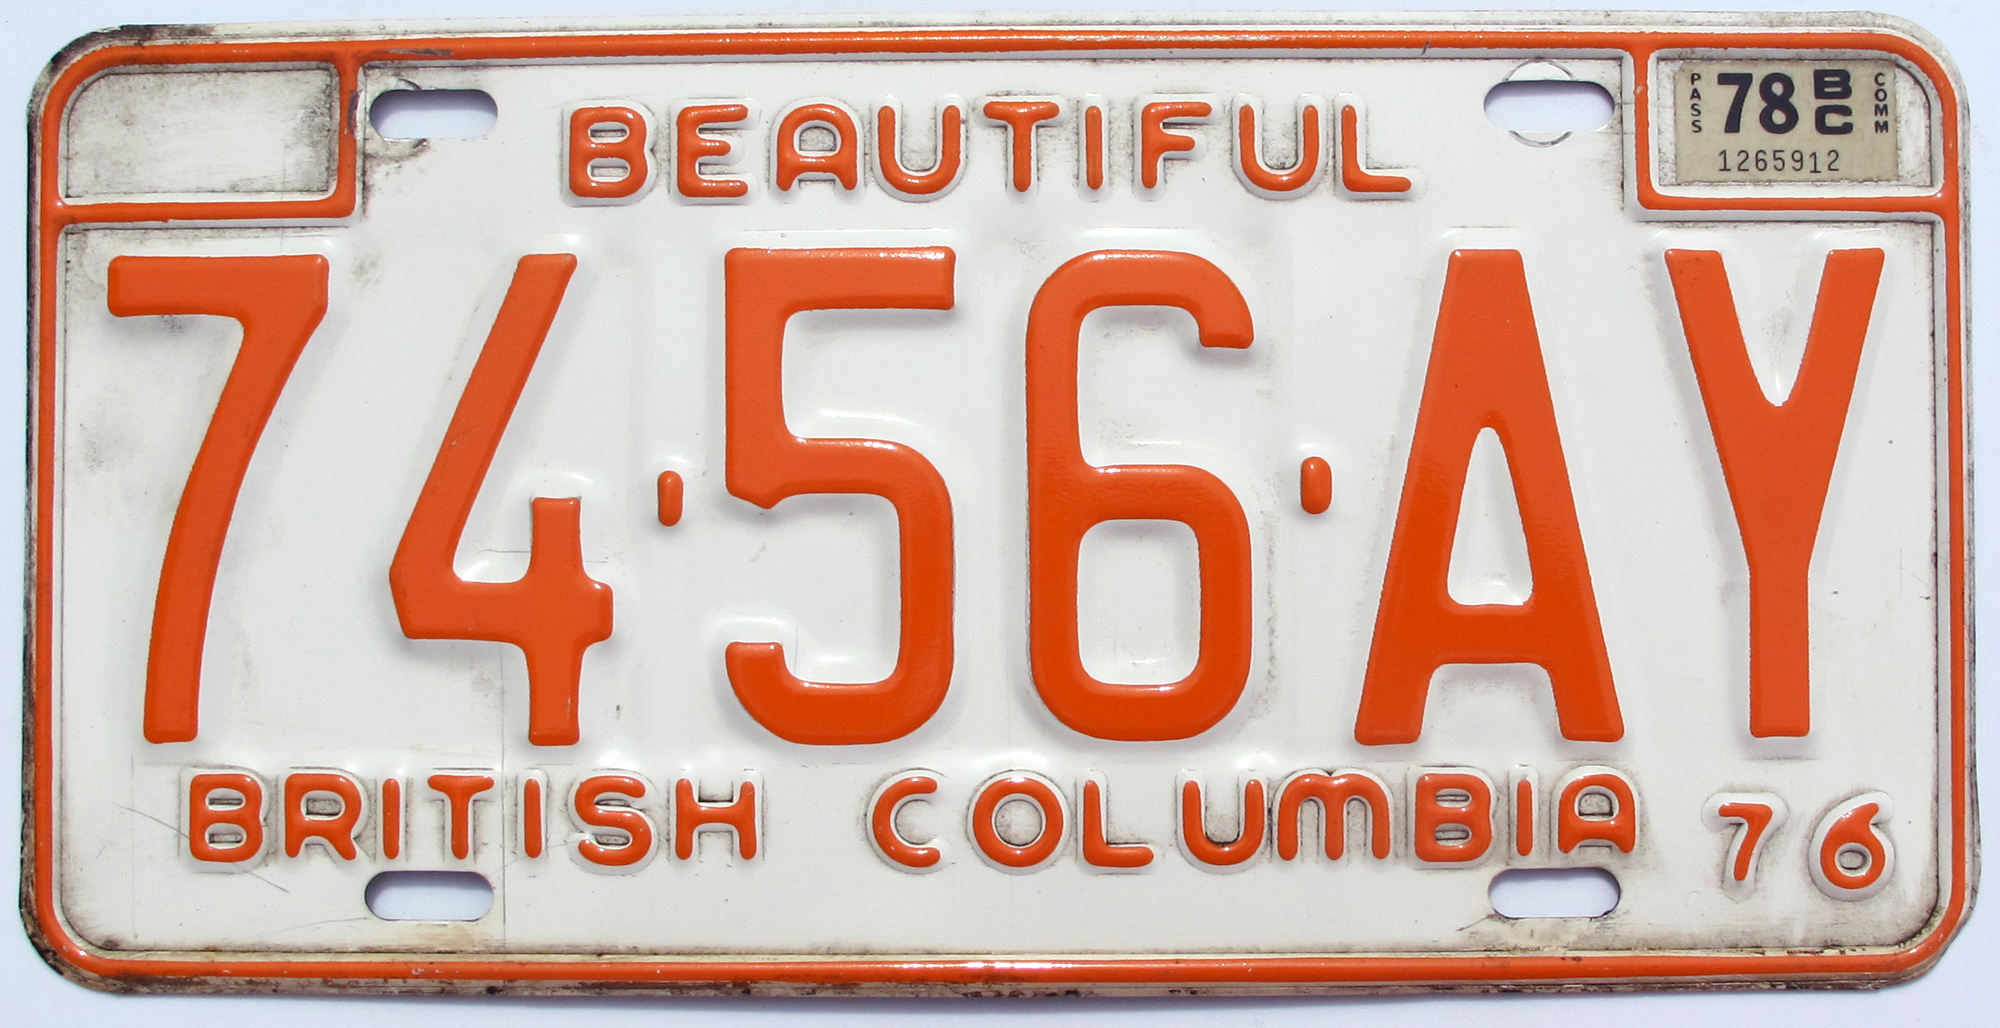 BEAUTIFUL
PASS 78 BC COMM
1265912
74·56·AY
BRITISH COLUMBIA 76